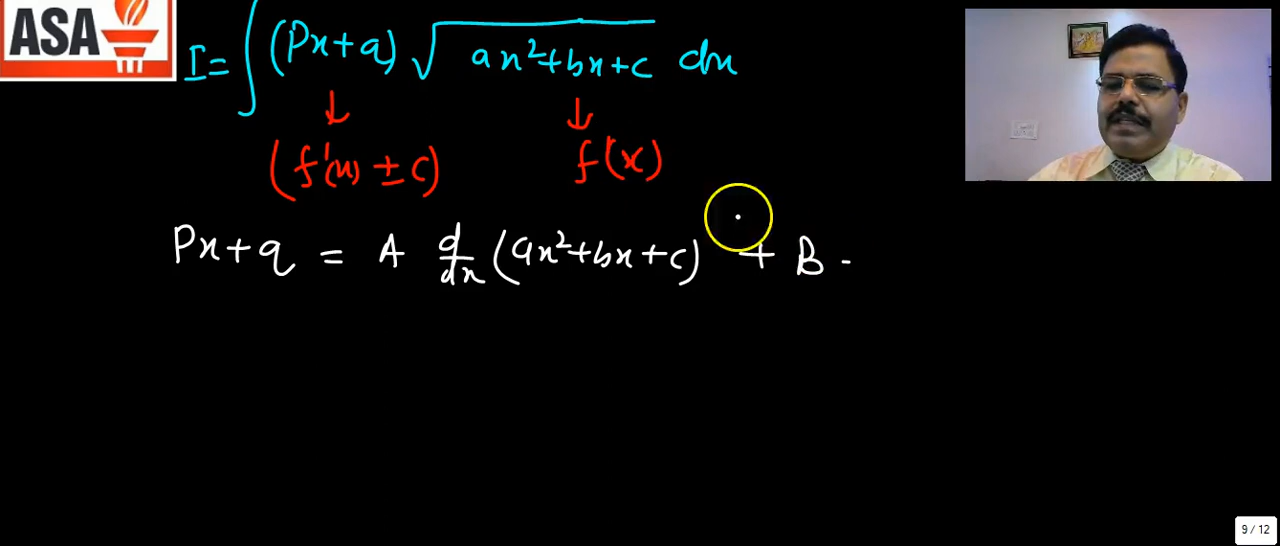 ASA
I = ∫ (Px+q) √ ax²+bx+c dx
↓ ↓
(f'(x) ± c) f(x)
Px+q = A d/dx (ax²+bx+c) + B -
9 / 12